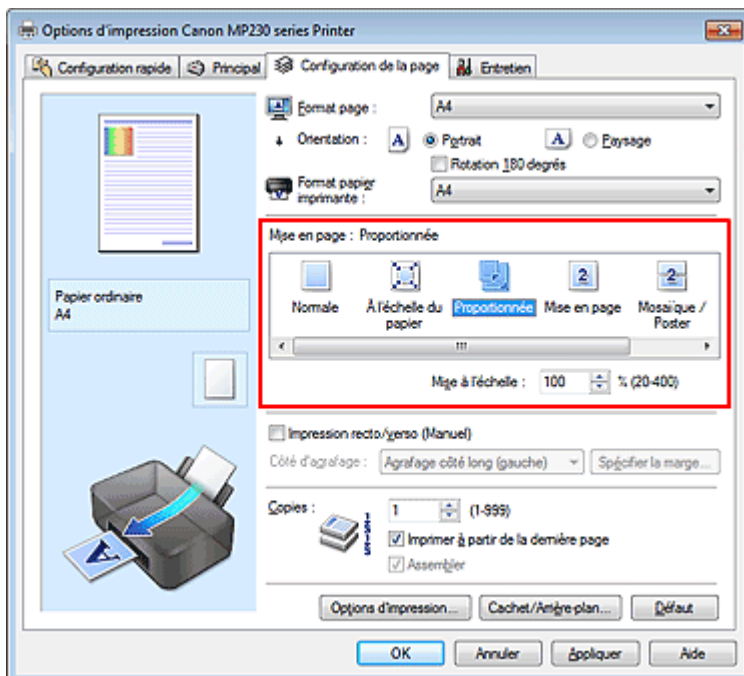 Options d'impression Canon MP230 series Printer
Configuration rapide
Principal
Configuration de la page
Entretien
Format page :
A4
Orientation :
A
Portrait
A
Paysage
Rotation 180 degrés
Format papier
imprimante :
A4
Mise en page : Proportionnée
Normale
À l'échelle du
papier
Proportionnée
2
Mise en page
2
Mosaïque /
Poster
Mise à l'échelle :
100
% (20-400)
Papier ordinaire
A4
Impression recto/verso (Manuel)
Côté d'agrafage :
Agrafage côté long (gauche)
Spécifier la marge...
Copies :
1
(1-999)
Imprimer à partir de la dernière page
Assembler
A
Options d'impression...
Cachet/Arrière-plan...
Défaut
OK
Annuler
Appliquer
Aide